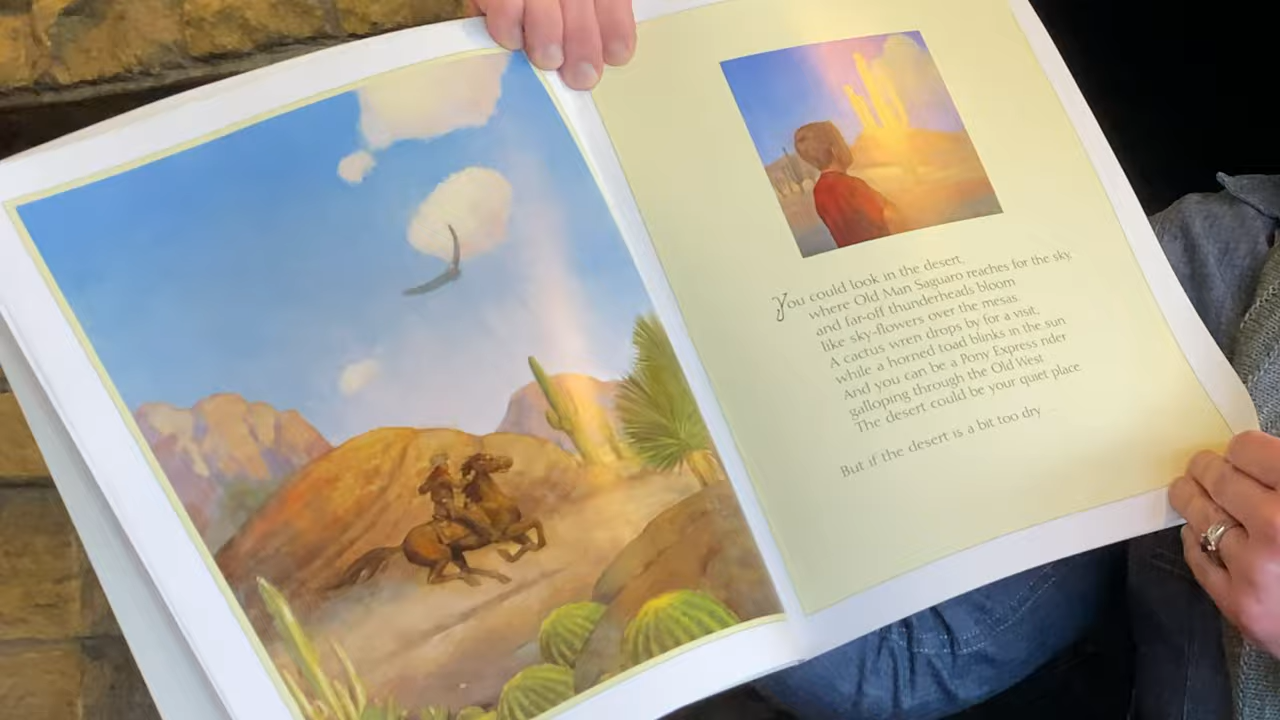 You could look in the desert,
where Old Man Saguaro reaches for the sky,
and far-off thunderheads bloom
like sky-flowers over the mesas.
A cactus wren drops by for a visit,
while a horned toad blinks in the sun
And you can be a Pony Express rider
galloping through the Old West
The desert could be your quiet place
But if the desert is a bit too dry . . .